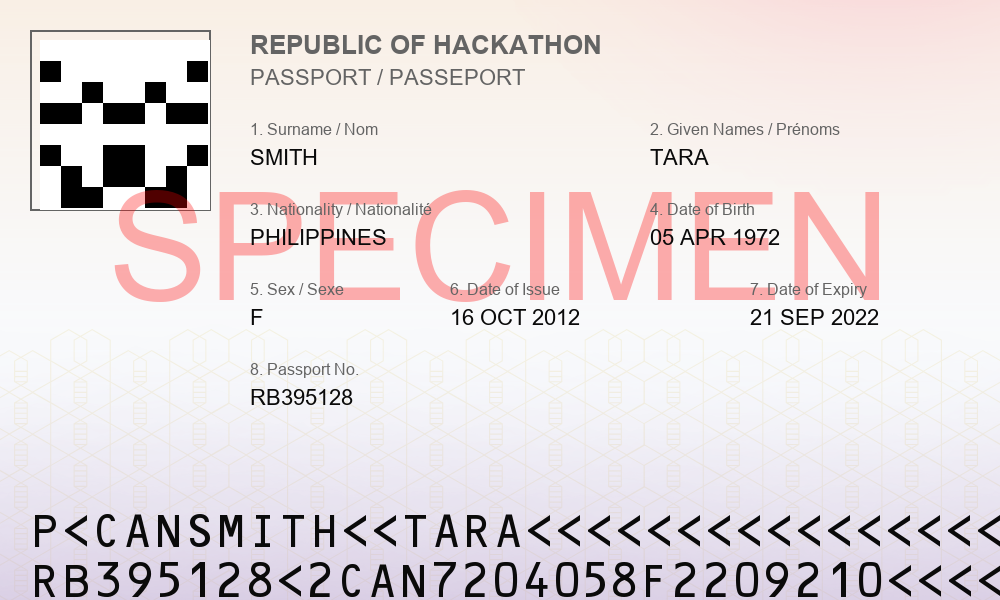 REPUBLIC OF HACKATHON
PASSPORT / PASSEPORT
1. Surname / Nom
2. Given Names / Prénoms
SMITH
TARA
SPECIMEN
3. Nationality / Nationalité
4. Date of Birth
PHILIPPINES
05 APR 1972
5. Sex / Sexe
6. Date of Issue
7. Date of Expiry
F
16 OCT 2012
21 SEP 2022
8. Passport No.
RB395128
P<CANSMITH<<TARA<<<<<<<<<<<<<<<<
RB395128<2CAN7204058F2209210<<<<